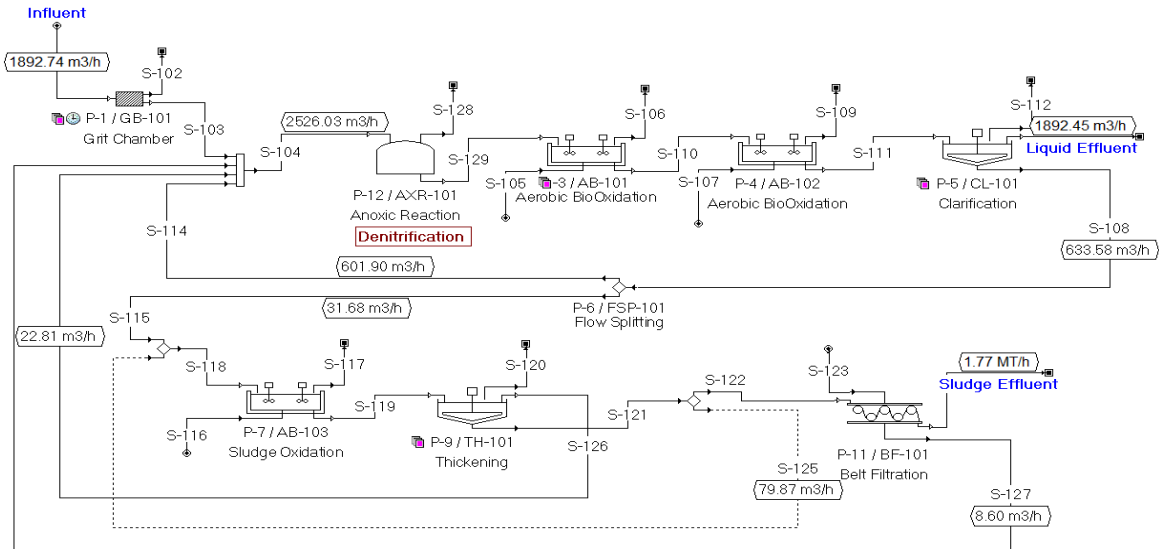 Influent
1892.74 m3/h
S-102
P-1 / GB-101
Grit Chamber
S-103
S-104
2526.03 m3/h
S-128
P-12 / AXR-101
Anoxic Reaction
Denitrification
S-129
S-105
S-106
-3 / AB-101
Aerobic BioOxidation
S-110
S-107
S-109
P-4 / AB-102
Aerobic BioOxidation
S-111
S-112
1892.45 m3/h
Liquid Effluent
P-5 / CL-101
Clarification
S-108
633.58 m3/h
S-114
601.90 m3/h
31.68 m3/h
P-6 / FSP-101
Flow Splitting
S-115
22.81 m3/h
S-118
S-117
S-116
P-7 / AB-103
Sludge Oxidation
S-119
S-120
P-9 / TH-101
Thickening
S-126
S-121
S-122
S-123
1.77 MT/h
Sludge Effluent
P-11 / BF-101
Belt Filtration
S-125
79.87 m3/h
S-127
8.60 m3/h